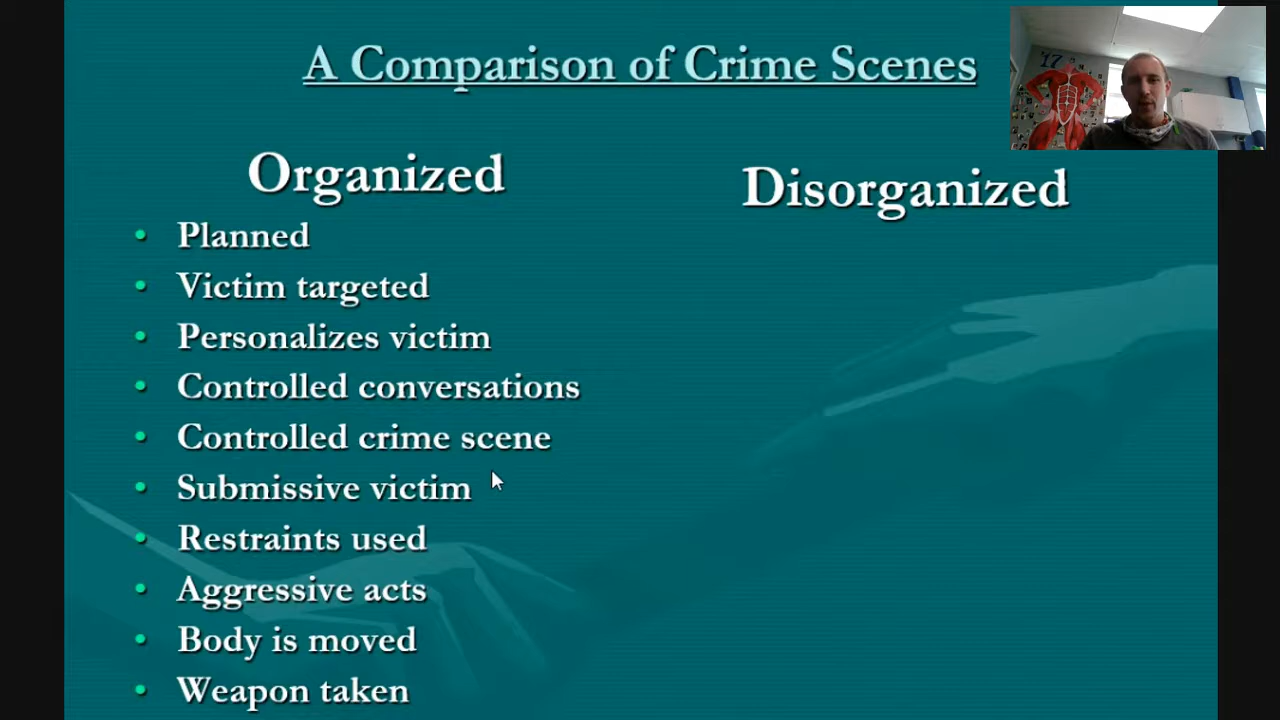 A Comparison of Crime Scenes
Organized
Planned
Victim targeted
Personalizes victim
Controlled conversations
Controlled crime scene
Submissive victim
Restraints used
Aggressive acts
Body is moved
Weapon taken
Disorganized
17